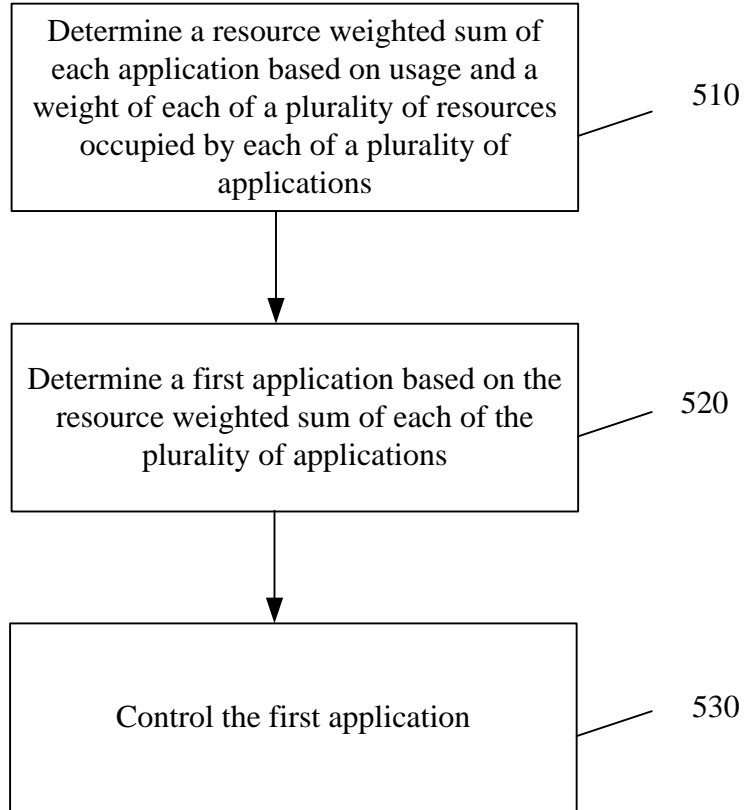 Determine a resource weighted sum of
each application based on usage and a
weight of each of a plurality of resources
occupied by each of a plurality of
applications
510
Determine a first application based on the
resource weighted sum of each of the
plurality of applications
520
Control the first application
530